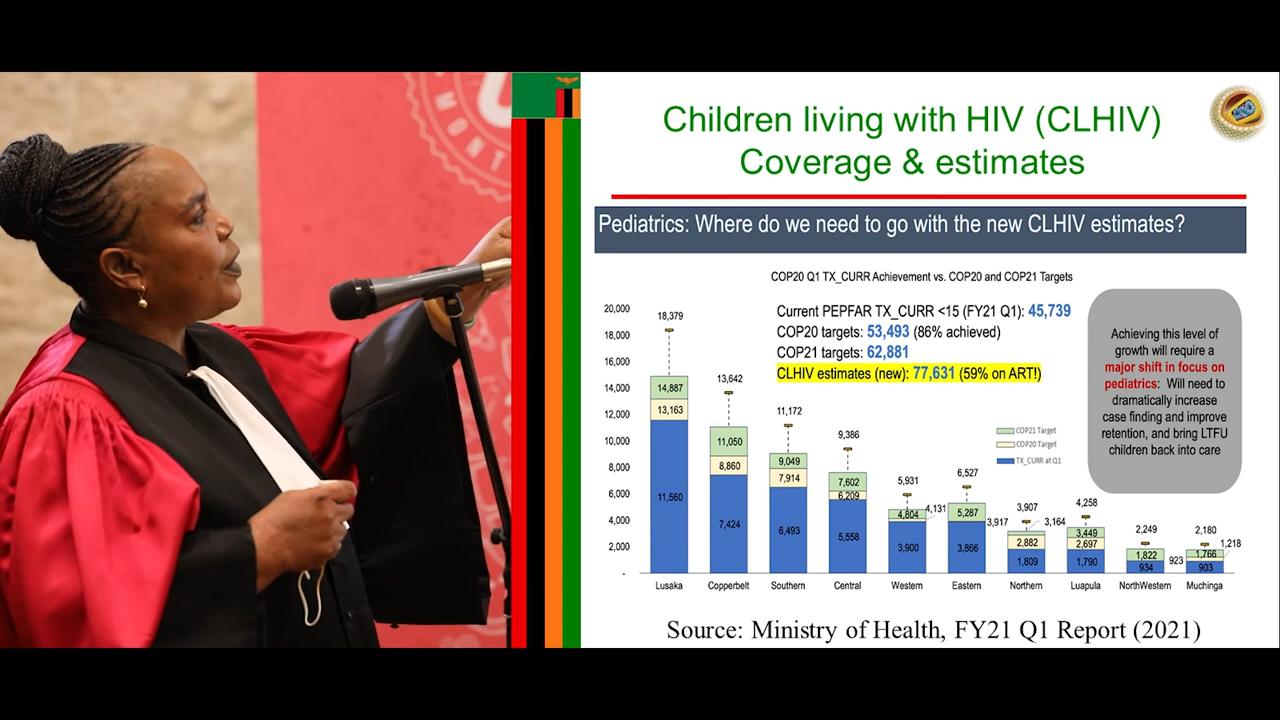 MONT
Children living with HIV (CLHIV)
Coverage & estimates
Pediatrics: Where do we need to go with the new CLHIV estimates?
COP20 Q1 TX_CURR Achievement vs. COP20 and COP21 Targets
Current PEPFAR TX_CURR <15 (FY21 Q1): 45,739
COP20 targets: 53,493 (86% achieved)
COP21 targets: 62,881
CLHIV estimates (new): 77,631 (59% on ART!)
Achieving this level of
growth will require a
major shift in focus on
pediatrics: Will need to
dramatically increase
case finding and improve
retention, and bring LTFU
children back into care
COP21 Target
COP20 Target
TX_CURR at Q1
20,000
18,000
16,000
14,000
12,000
10,000
8,000
6,000
4,000
2,000
-
18,379
14,887
13,163
11,560
13,642
11,050
8,860
7,424
11,172
9,049
7,914
6,493
9,386
7,602
6,209
5,558
5,931
4,804
4,131
3,900
6,527
5,287
3,917
3,866
3,907
3,164
2,882
1,809
4,258
3,449
2,697
1,790
2,249
1,822
923
934
2,180
1,766
1,218
903
Lusaka Copperbelt Southern Central Western Eastern Northern Luapula NorthWestern Muchinga
Source: Ministry of Health, FY21 Q1 Report (2021)